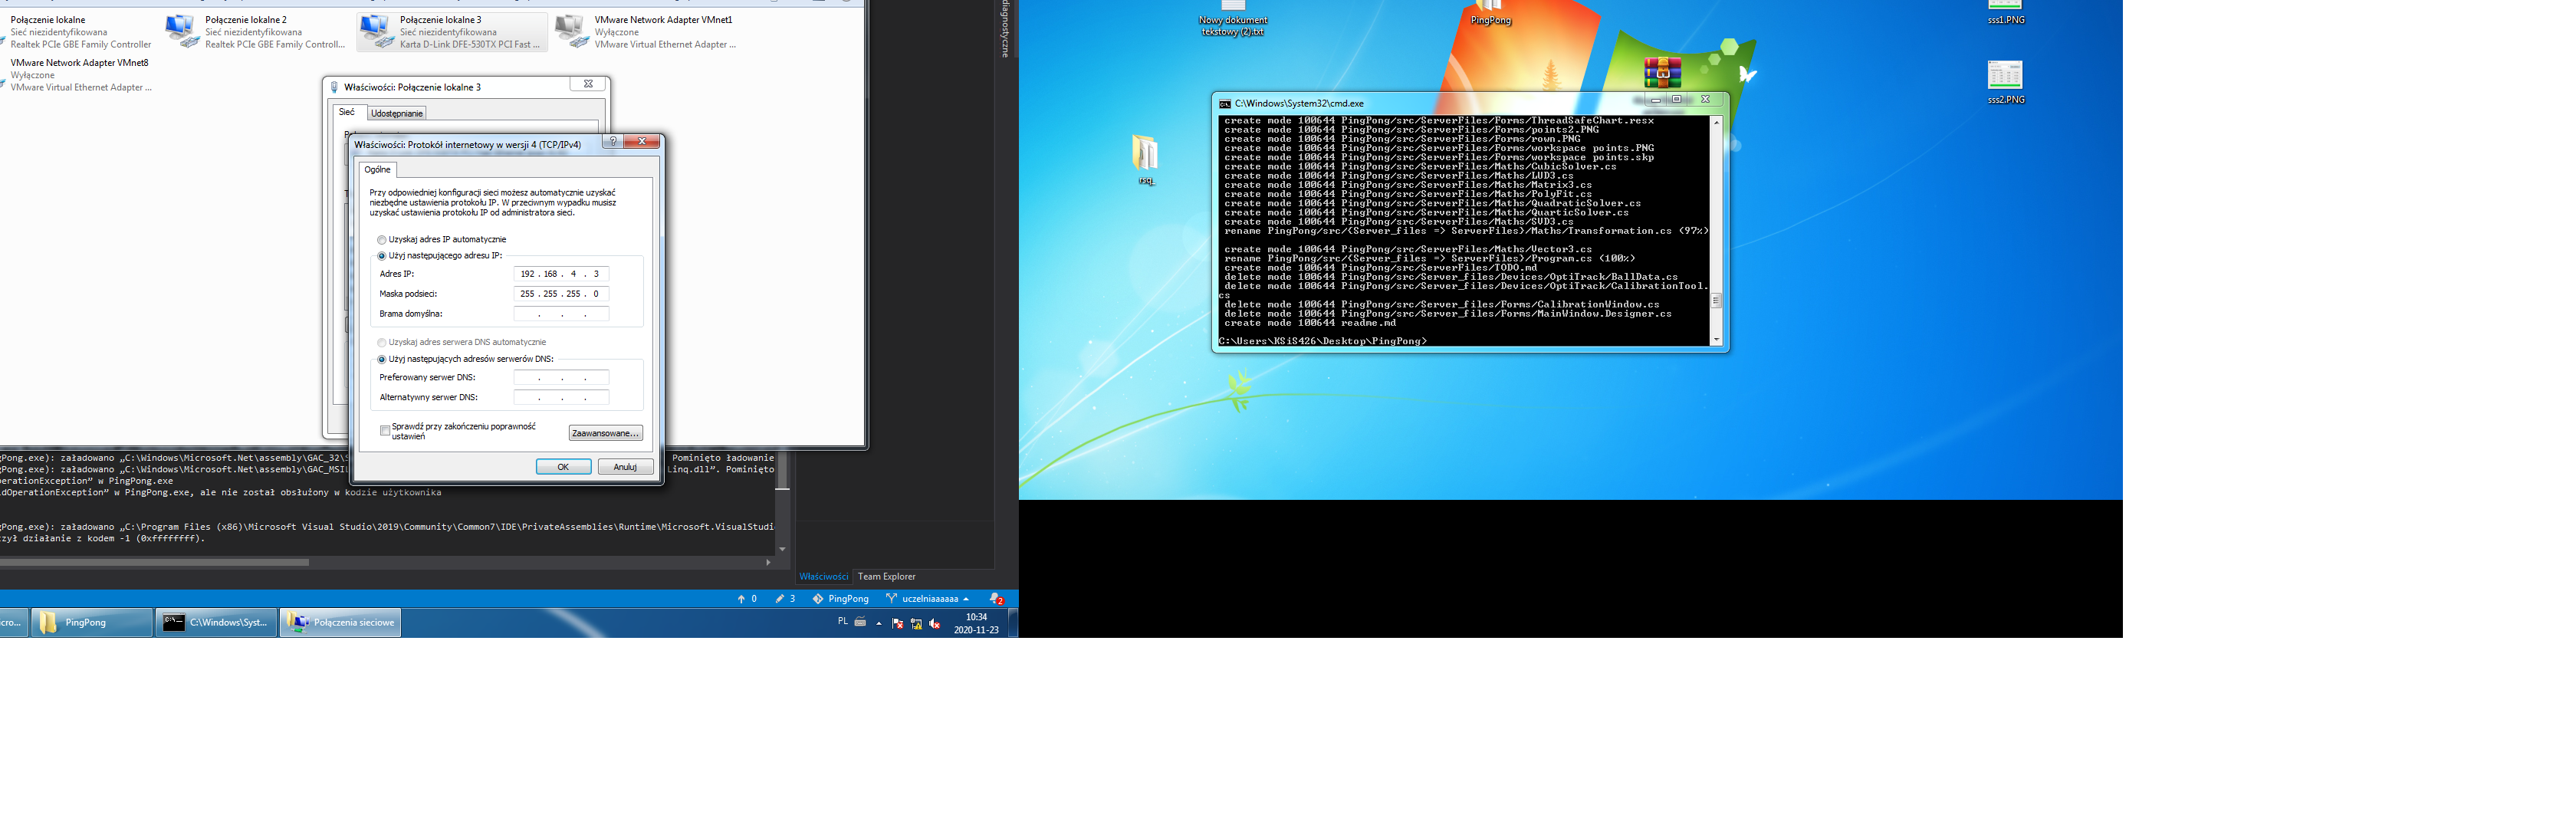 Połączenie lokalne
Sieć niezidentyfikowana
Realtek PCIe GBE Family Controller
Połączenie lokalne 2
Sieć niezidentyfikowana
Realtek PCIe GBE Family Controll...
Połączenie lokalne 3
Sieć niezidentyfikowana
Karta D-Link DFE-530TX PCI Fast ...
VMware Network Adapter VMnet1
Wyłączone
VMware Virtual Ethernet Adapter ...
VMware Network Adapter VMnet8
Wyłączone
VMware Virtual Ethernet Adapter ...
Właściwości: Połączenie lokalne 3
Sieć
Udostępnianie
Właściwości: Protokół internetowy w wersji 4 (TCP/IPv4)
Ogólne
Przy odpowiedniej konfiguracji sieci możesz automatycznie uzyskać
niezbędne ustawienia protokołu IP. W przeciwnym wypadku musisz
uzyskać ustawienia protokołu IP od administratora sieci.
Uzyskaj adres IP automatycznie
Użyj następującego adresu IP:
Adres IP: 192 . 168 . 4 . 3
Maska podsieci: 255 . 255 . 255 . 0
Brama domyślna: . . .
Uzyskaj adres serwera DNS automatycznie
Użyj następujących adresów serwerów DNS:
Preferowany serwer DNS: . . .
Alternatywny serwer DNS: . . .
Sprawdź przy zakończeniu poprawność
ustawień
Zaawansowane...
OK
Anuluj
gPong.exe): załadowano „C:\Windows\Microsoft.Net\assembly\GAC_32\S
Pominięto ładowanie
gPong.exe): załadowano „C:\Windows\Microsoft.Net\assembly\GAC_MSIL
Linq.dll”. Pominięto
perationException” w PingPong.exe
idOperationException” w PingPong.exe, ale nie został obsłużony w kodzie użytkownika
gPong.exe): załadowano „C:\Program Files (x86)\Microsoft Visual Studio\2019\Community\Common7\IDE\PrivateAssemblies\Runtime\Microsoft.VisualStudio
czył działanie z kodem -1 (0xffffffff).
diagnostyczne
Właściwości
Team Explorer
0
3
PingPong
uczelniaaaaaa
2
icro...
PingPong
C:\Windows\Syst...
Połączenia sieciowe
PL
10:34
2020-11-23
Nowy dokument
tekstowy (2).txt
PingPong
sss1.PNG
sss2.PNG
rsq_
C:\Windows\System32\cmd.exe
create mode 100644 PingPong/src/ServerFiles/Forms/ThreadSafeChart.resx
create mode 100644 PingPong/src/ServerFiles/Forms/points2.PNG
create mode 100644 PingPong/src/ServerFiles/Forms/rown.PNG
create mode 100644 PingPong/src/ServerFiles/Forms/workspace points.PNG
create mode 100644 PingPong/src/ServerFiles/Forms/workspace points.skp
create mode 100644 PingPong/src/ServerFiles/Maths/CubicSolver.cs
create mode 100644 PingPong/src/ServerFiles/Maths/LUD3.cs
create mode 100644 PingPong/src/ServerFiles/Maths/Matrix3.cs
create mode 100644 PingPong/src/ServerFiles/Maths/PolyFit.cs
create mode 100644 PingPong/src/ServerFiles/Maths/QuadraticSolver.cs
create mode 100644 PingPong/src/ServerFiles/Maths/QuarticSolver.cs
create mode 100644 PingPong/src/ServerFiles/Maths/SVD3.cs
rename PingPong/src/{Server_files => ServerFiles}/Maths/Transformation.cs (97%)
create mode 100644 PingPong/src/ServerFiles/Maths/Vector3.cs
rename PingPong/src/{Server_files => ServerFiles}/Program.cs (100%)
create mode 100644 PingPong/src/ServerFiles/TODO.md
delete mode 100644 PingPong/src/Server_files/Devices/OptiTrack/BallData.cs
delete mode 100644 PingPong/src/Server_files/Devices/OptiTrack/CalibrationTool.
cs
delete mode 100644 PingPong/src/Server_files/Forms/CalibrationWindow.cs
delete mode 100644 PingPong/src/Server_files/Forms/MainWindow.Designer.cs
create mode 100644 readme.md
C:\Users\KSiS426\Desktop\PingPong>